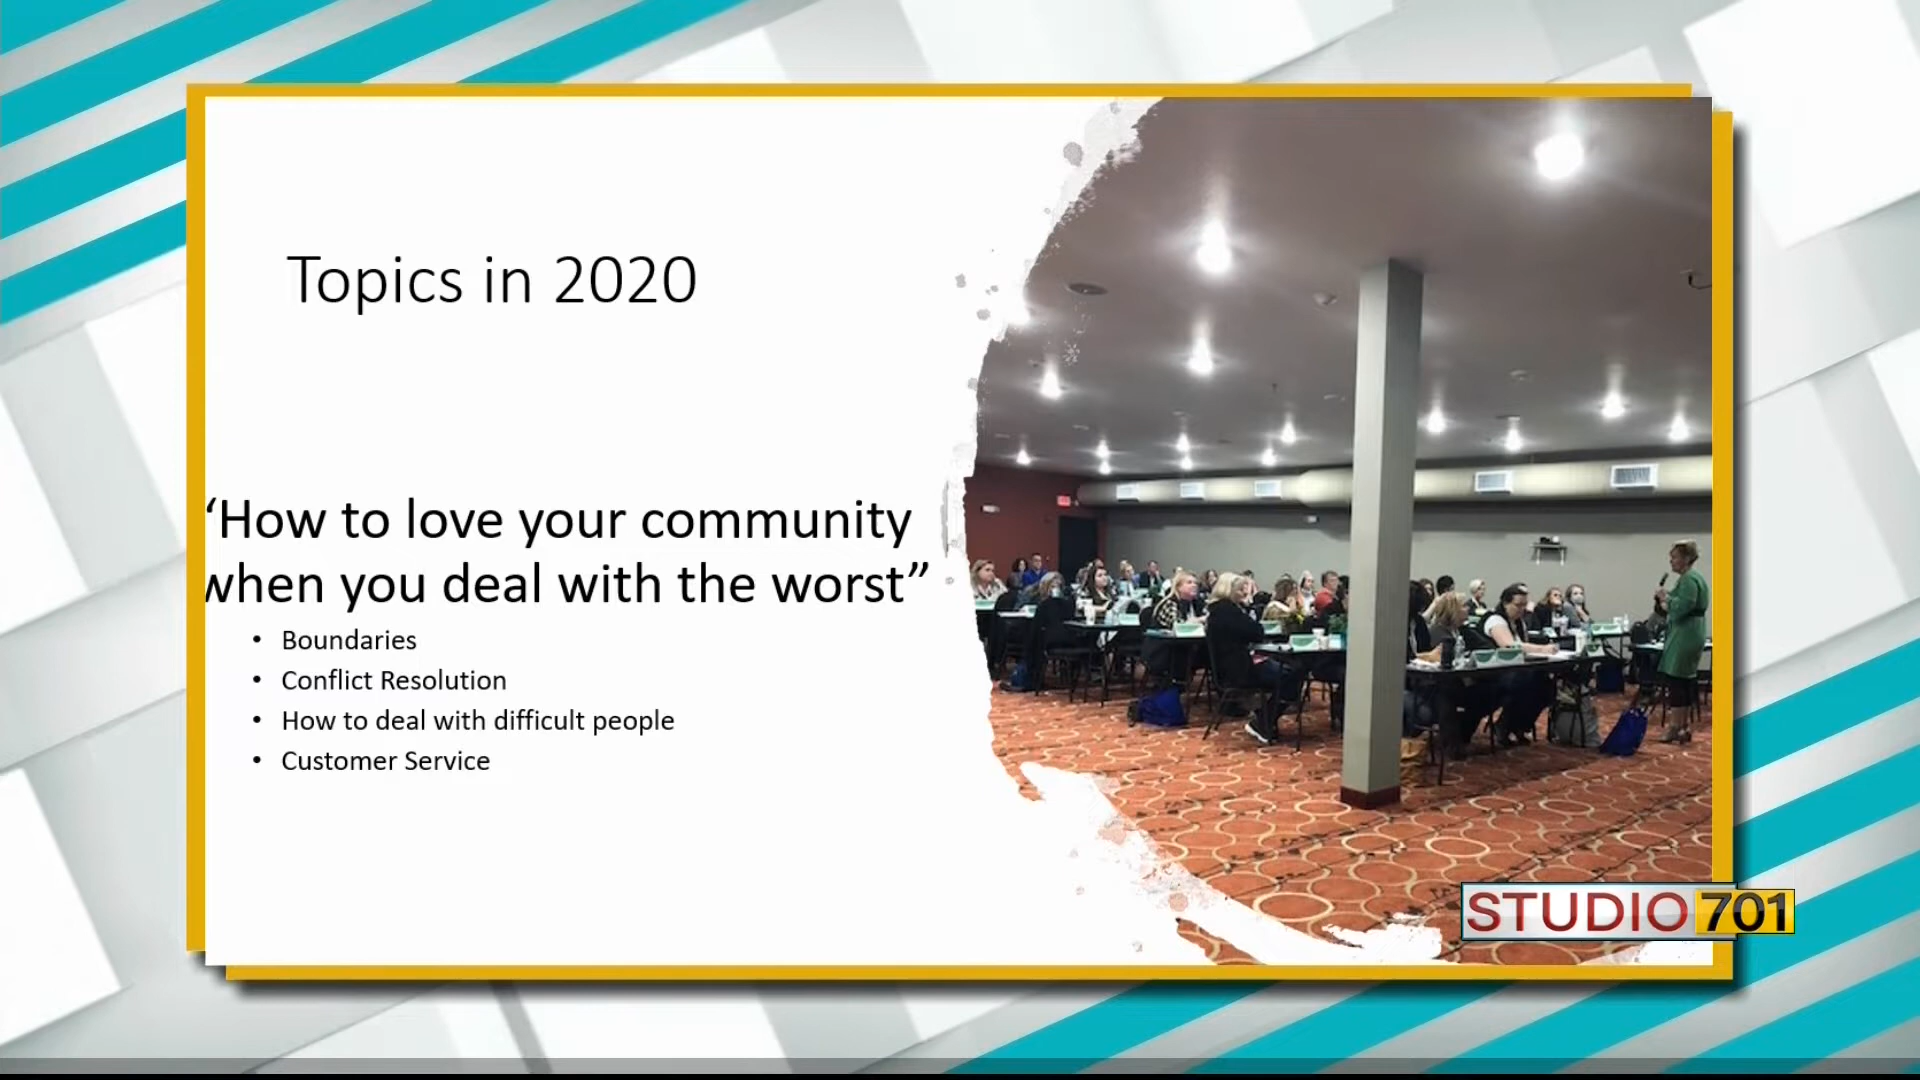 Topics in 2020
‘How to love your community
when you deal with the worst”
• Boundaries
• Conflict Resolution
• How to deal with difficult people
• Customer Service
STUDIO 701